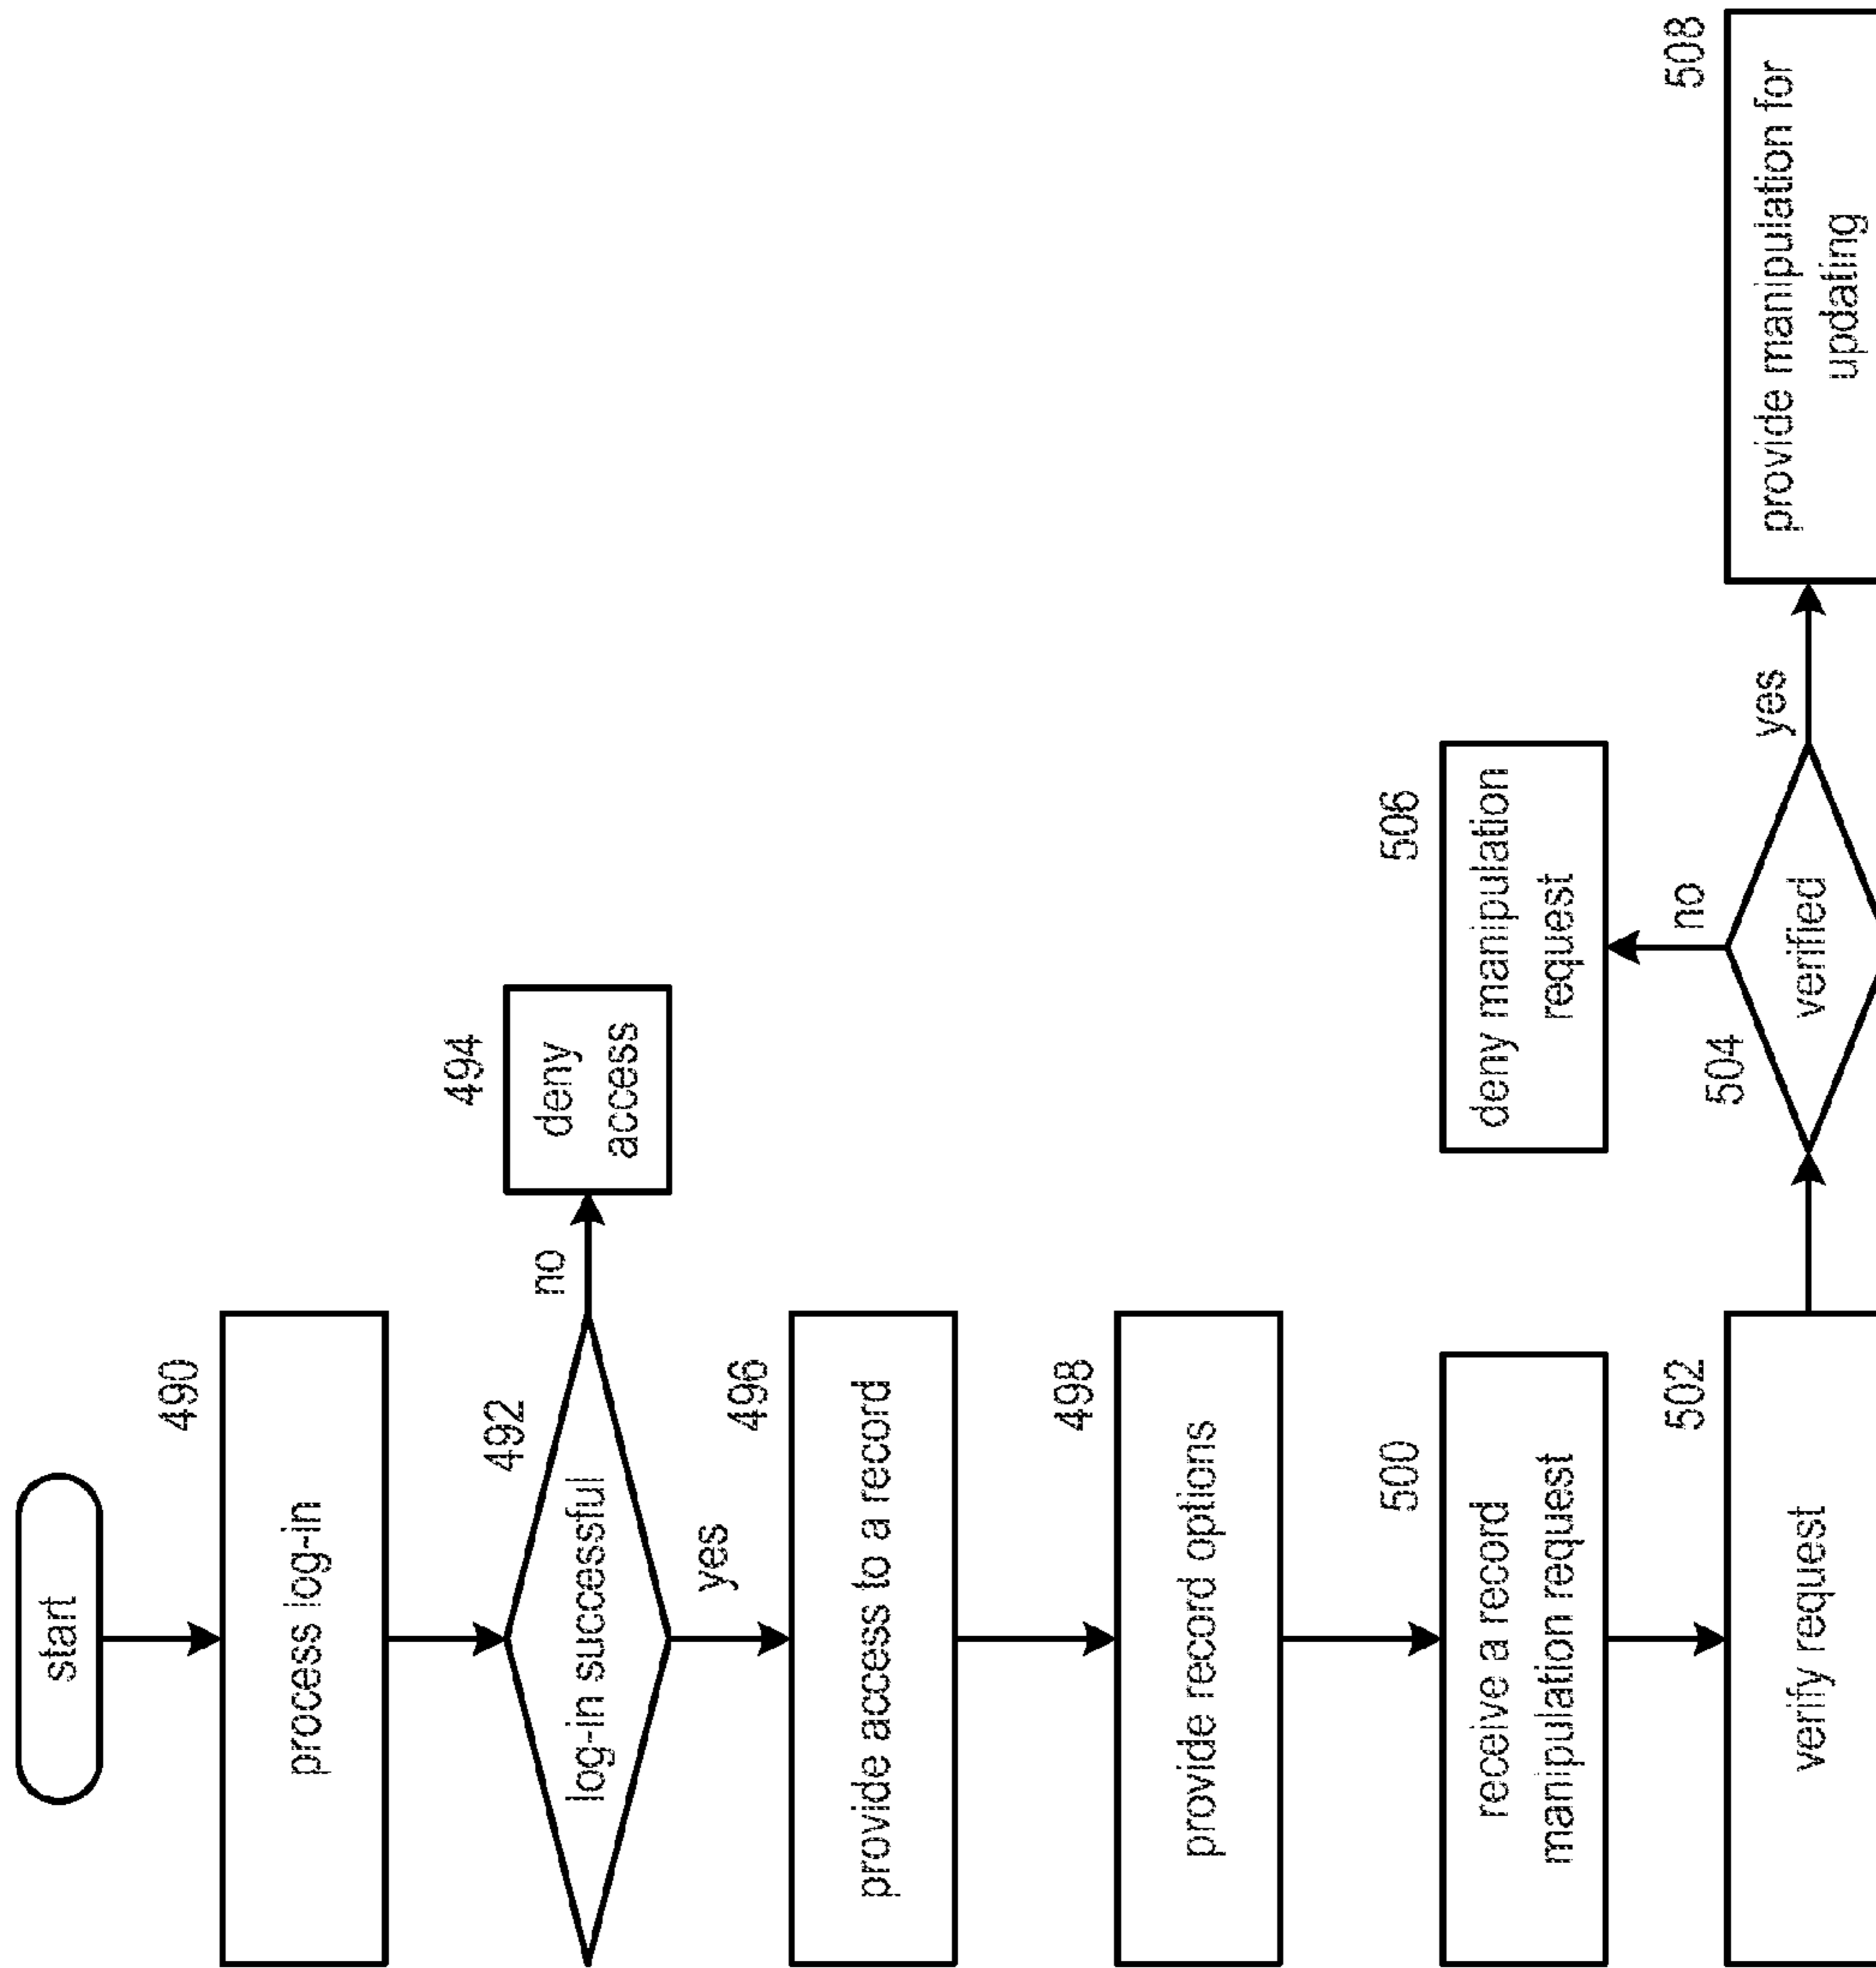 start
490
process log-in
492
log-in successful
no
494
deny
access
yes
496
provide access to a record
498
provide record options
500
receive a record
manipulation request
502
verify request
504
verified
no
506
deny manipulation
request
yes
508
provide manipulation for
updating